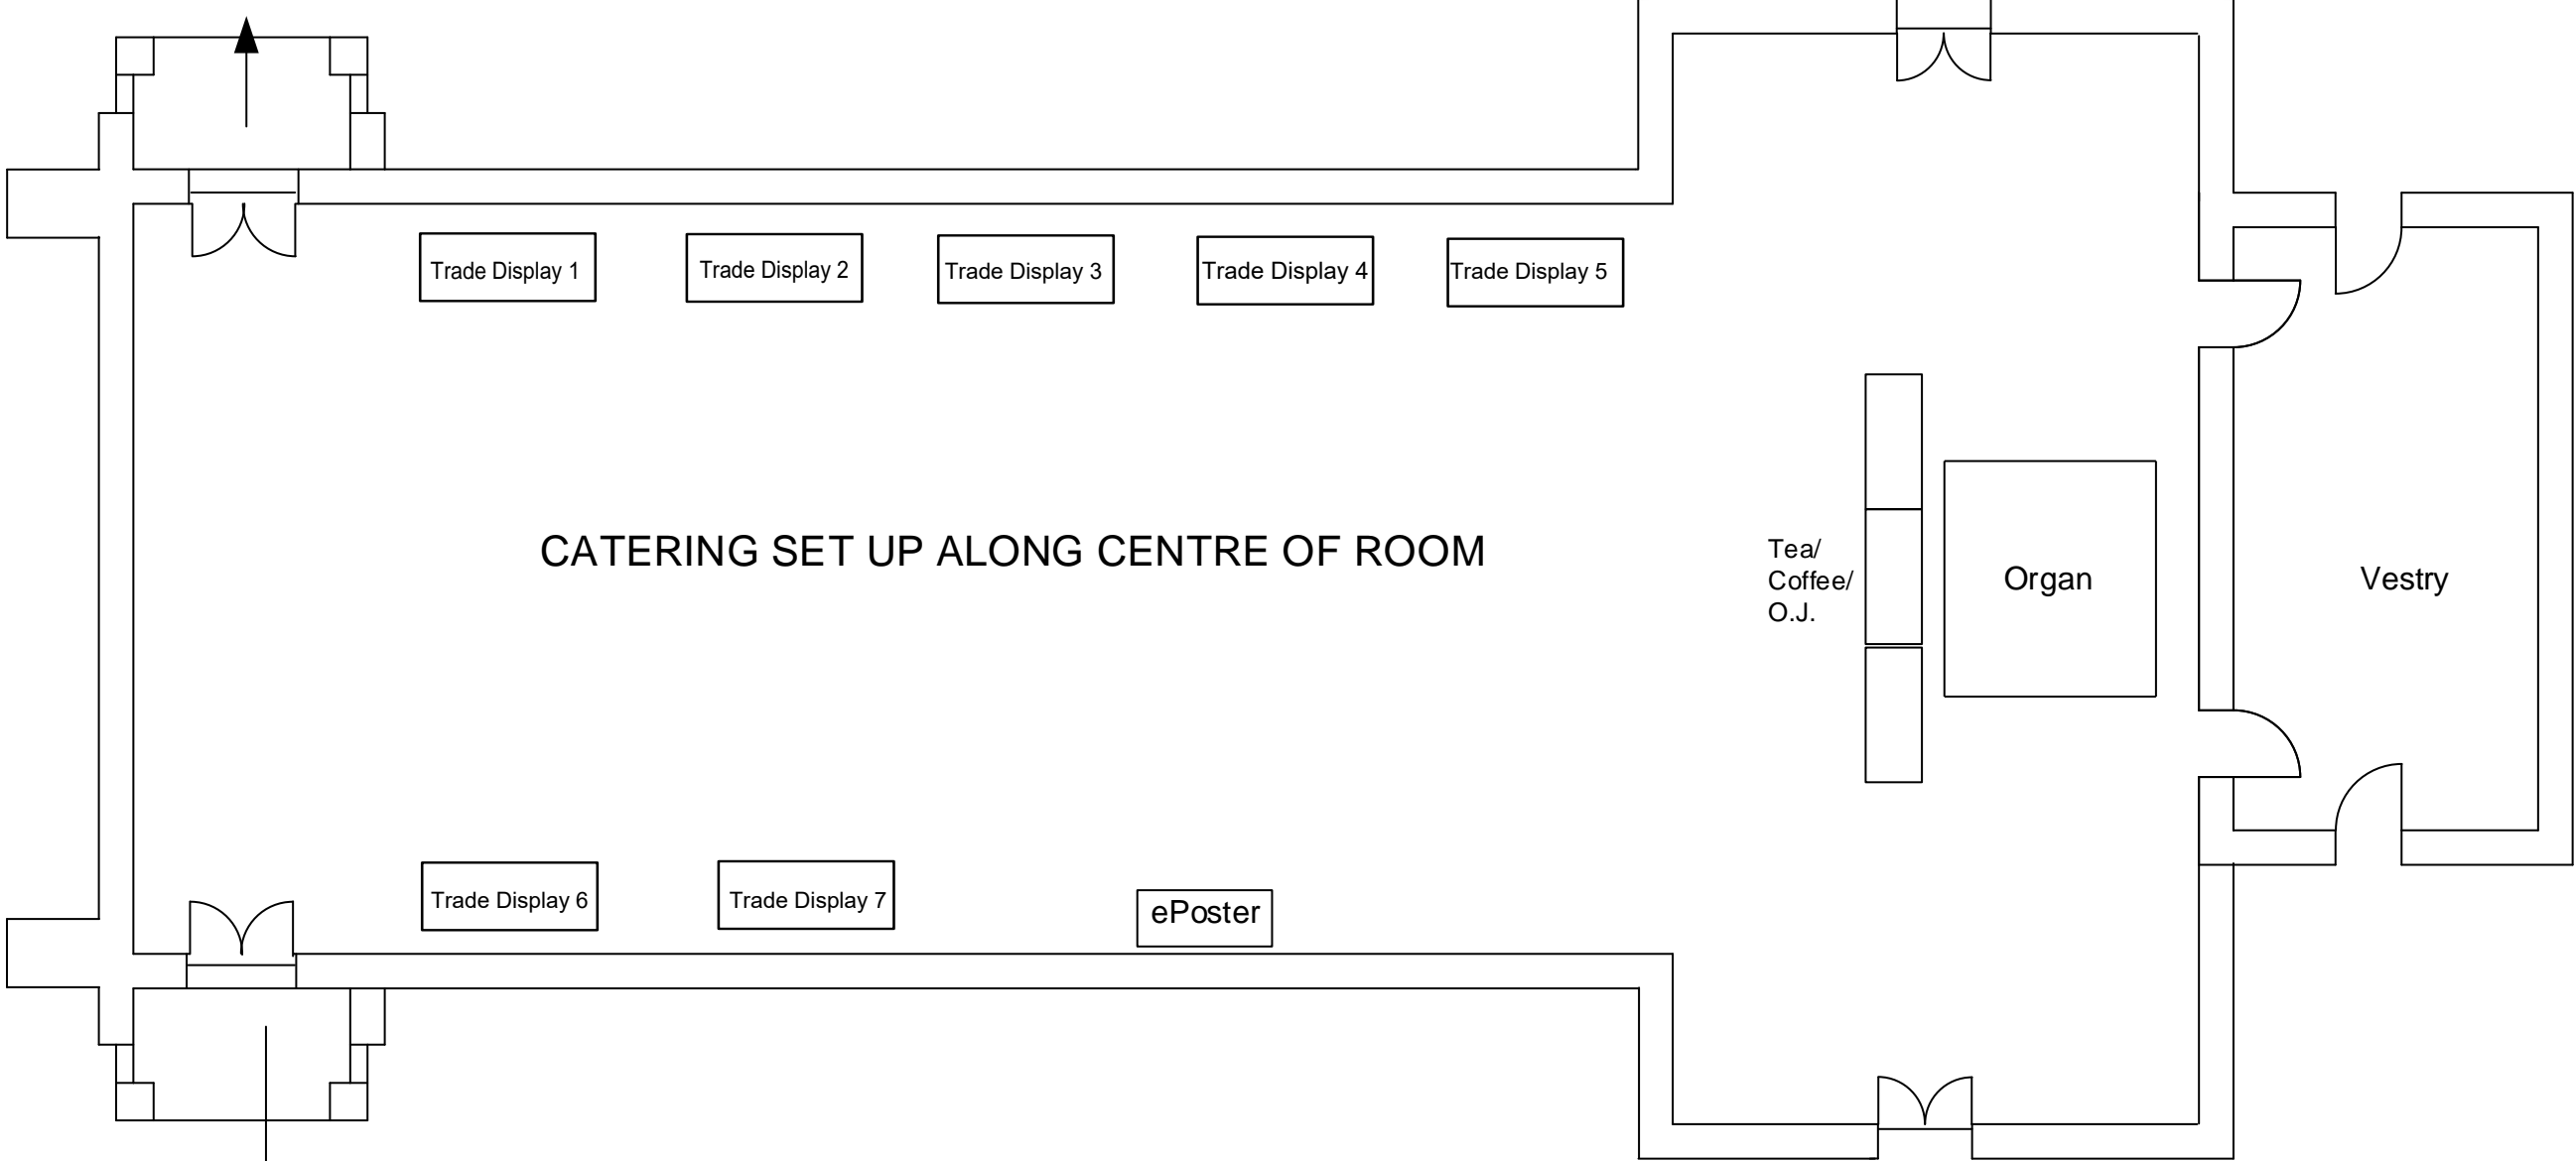 Trade Display 1
Trade Display 2
Trade Display 3
Trade Display 4
Trade Display 5
CATERING SET UP ALONG CENTRE OF ROOM
Tea/
Coffee/
O.J.
Organ
Vestry
Trade Display 6
Trade Display 7
ePoster